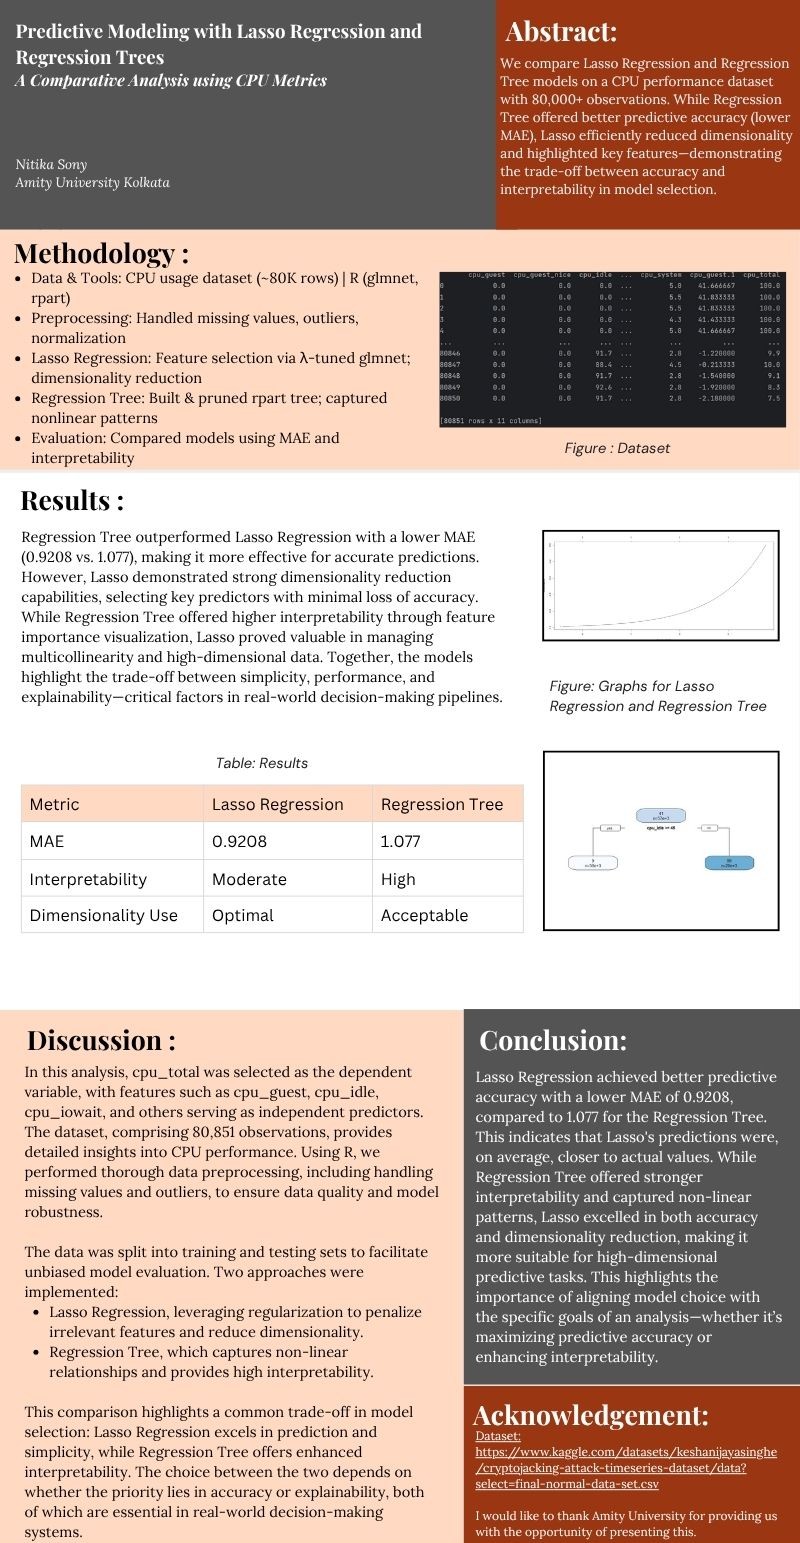 Predictive Modeling with Lasso Regression and
Regression Trees
A Comparative Analysis using CPU Metrics
Nitika Sony
Amity University Kolkata
Abstract:
We compare Lasso Regression and Regression
Tree models on a CPU performance dataset
with 80,000+ observations. While Regression
Tree offered better predictive accuracy (lower
MAE), Lasso efficiently reduced dimensionality
and highlighted key features—demonstrating
the trade-off between accuracy and
interpretability in model selection.
Methodology :
• Data & Tools: CPU usage dataset (~80K rows) | R (glmnet,
rpart)
• Preprocessing: Handled missing values, outliers,
normalization
• Lasso Regression: Feature selection via λ-tuned glmnet;
dimensionality reduction
• Regression Tree: Built & pruned rpart tree; captured
nonlinear patterns
• Evaluation: Compared models using MAE and
interpretability
cpu_guest cpu_guest_nice cpu_idle ... cpu_system cpu_guest.1 cpu_total
0 0.0 0.0 0.0 ... 5.0 41.666667 100.0
1 0.0 0.0 0.0 ... 5.5 41.833333 100.0
2 0.0 0.0 0.0 ... 5.5 41.833333 100.0
3 0.0 0.0 0.0 ... 4.3 41.433333 100.0
4 0.0 0.0 0.0 ... 5.0 41.666667 100.0
... ... ... ... ... ... ... ...
80846 0.0 0.0 91.7 ... 2.8 -1.220000 9.9
80847 0.0 0.0 88.4 ... 4.5 -0.213333 10.0
80848 0.0 0.0 91.7 ... 2.8 -1.540000 9.1
80849 0.0 0.0 92.6 ... 2.8 -1.920000 8.3
80850 0.0 0.0 91.7 ... 2.8 -2.180000 7.5
[80851 rows x 11 columns]
Figure : Dataset
Results :
Regression Tree outperformed Lasso Regression with a lower MAE
(0.9208 vs. 1.077), making it more effective for accurate predictions.
However, Lasso demonstrated strong dimensionality reduction
capabilities, selecting key predictors with minimal loss of accuracy.
While Regression Tree offered higher interpretability through feature
importance visualization, Lasso proved valuable in managing
multicollinearity and high-dimensional data. Together, the models
highlight the trade-off between simplicity, performance, and
explainability—critical factors in real-world decision-making pipelines.
Figure: Graphs for Lasso
Regression and Regression Tree
Table: Results
Metric Lasso Regression Regression Tree
MAE 0.9208 1.077
Interpretability Moderate High
Dimensionality Use Optimal Acceptable
yes
no
Discussion :
In this analysis, cpu_total was selected as the dependent
variable, with features such as cpu_guest, cpu_idle,
cpu_iowait, and others serving as independent predictors.
The dataset, comprising 80,851 observations, provides
detailed insights into CPU performance. Using R, we
performed thorough data preprocessing, including handling
missing values and outliers, to ensure data quality and model
robustness.
The data was split into training and testing sets to facilitate
unbiased model evaluation. Two approaches were
implemented:
• Lasso Regression, leveraging regularization to penalize
irrelevant features and reduce dimensionality.
• Regression Tree, which captures non-linear
relationships and provides high interpretability.
This comparison highlights a common trade-off in model
selection: Lasso Regression excels in prediction and
simplicity, while Regression Tree offers enhanced
interpretability. The choice between the two depends on
whether the priority lies in accuracy or explainability, both
of which are essential in real-world decision-making
systems.
Conclusion:
Lasso Regression achieved better predictive
accuracy with a lower MAE of 0.9208,
compared to 1.077 for the Regression Tree.
This indicates that Lasso's predictions were,
on average, closer to actual values. While
Regression Tree offered stronger
interpretability and captured non-linear
patterns, Lasso excelled in both accuracy
and dimensionality reduction, making it
more suitable for high-dimensional
predictive tasks. This highlights the
importance of aligning model choice with
the specific goals of an analysis—whether it’s
maximizing predictive accuracy or
enhancing interpretability.
Acknowledgement:
Dataset:
https://www.kaggle.com/datasets/keshanijayasinghe
/cryptojacking-attack-timeseries-dataset/data?
select=final-normal-data-set.csv
I would like to thank Amity University for providing us
with the opportunity of presenting this.